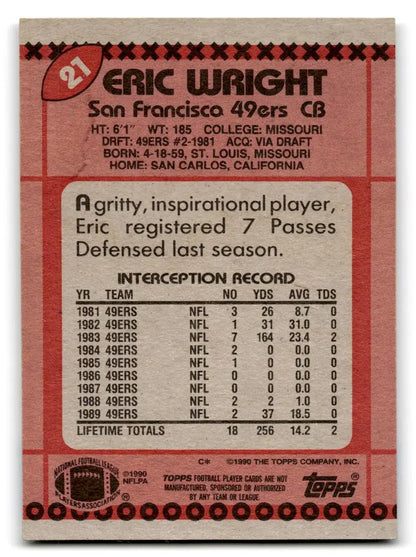 21
ERIC WRIGHT
San Francisco 49ers CB
HT: 6'1" WT: 185 COLLEGE: MISSOURI
DRFT: 49ERS #2-1981 ACQ: VIA DRAFT
BORN: 4-18-59, ST. LOUIS, MISSOURI
HOME: SAN CARLOS, CALIFORNIA
A gritty, inspirational player,
Eric registered 7 Passes
Defensed last season.
INTERCEPTION RECORD
YR TEAM NO YDS AVG TDS
1981 49ERS NFL 3 26 8.7 0
1982 49ERS NFL 1 31 31.0 0
1983 49ERS NFL 7 164 23.4 2
1984 49ERS NFL 2 0 0.0 0
1985 49ERS NFL 1 0 0.0 0
1986 49ERS NFL 0 0 0.0 0
1987 49ERS NFL 0 0 0.0 0
1988 49ERS NFL 2 2 1.0 0
1989 49ERS NFL 2 37 18.5 0
LIFETIME TOTALS 18 256 14.2 2
C* ©1990 THE TOPPS COMPANY, INC.
NATIONAL FOOTBALL LEAGUE
PLAYERS ASSOCIATION
©1990
NFLPA
TOPPS FOOTBALL PLAYER CARDS ARE NOT
MANUFACTURED, SPONSORED OR AUTHORIZED
BY ANY TEAM OR LEAGUE.
TOPPS